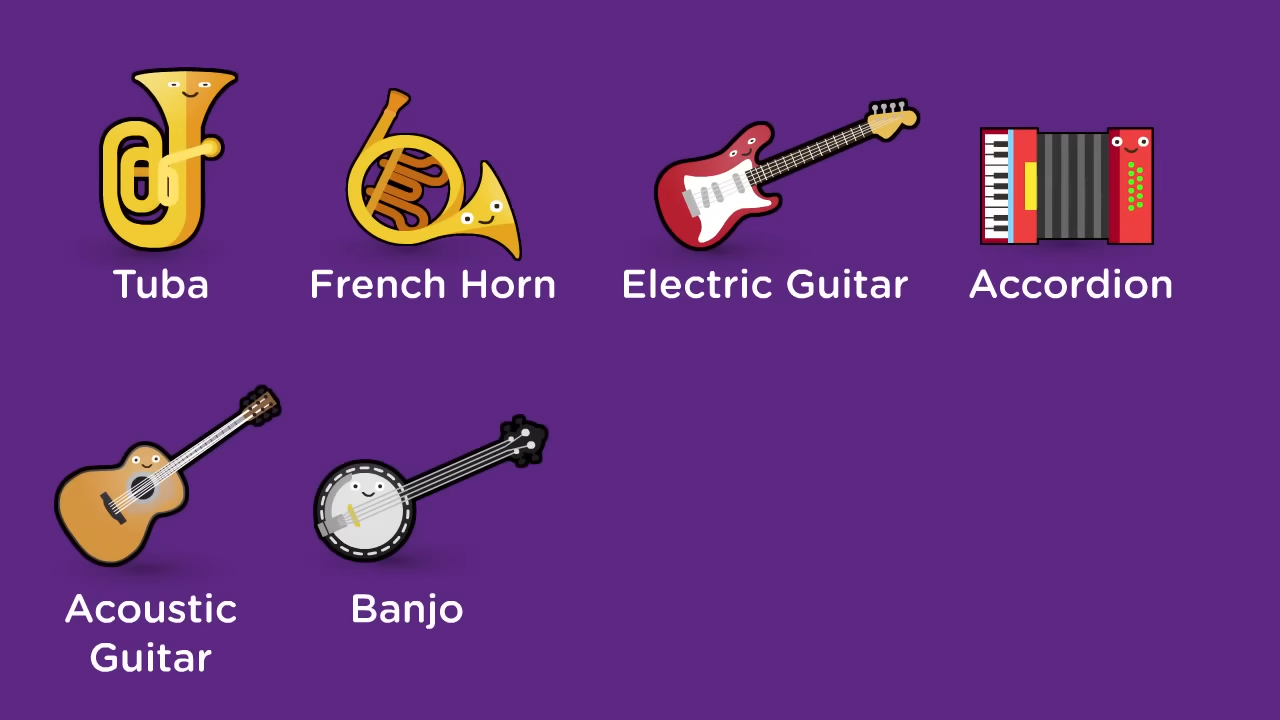 Tuba
French Horn
Electric Guitar
Accordion
Acoustic
Guitar
Banjo